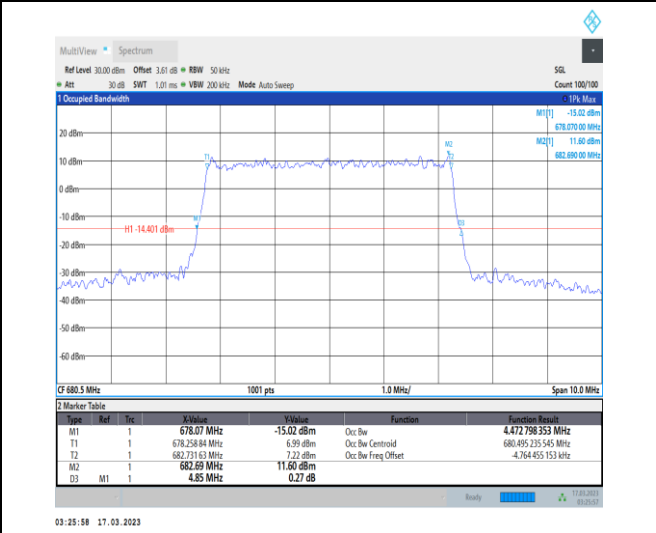 MultiView Spectrum
Ref Level 30.00 dBm Offset 3.61 dB RBW 50 kHz SGL
Att 30 dB SWT 1.01 ms VBW 200 kHz Mode Auto Sweep Count 100/100
1 Occupied Bandwidth 1Pk Max
M1[1] -15.02 dBm
678.070 00 MHz
M2[1] 11.60 dBm
682.690 00 MHz
20 dBm
M2
T1
T2
10 dBm
0 dBm
-10 dBm
M1
D3
H1 -14.401 dBm
-20 dBm
-30 dBm
-40 dBm
-50 dBm
-60 dBm
CF 680.5 MHz 1001 pts 1.0 MHz/ Span 10.0 MHz
2 Marker Table
Type Ref Trc X-Value Y-Value Function Function Result
M1 1 678.07 MHz -15.02 dBm Occ Bw 4.472 798 353 MHz
T1 1 678.258 84 MHz 6.99 dBm Occ Bw Centroid 680.495 235 545 MHz
T2 1 682.731 63 MHz 7.22 dBm Occ Bw Freq Offset -4.764 455 153 kHz
M2 1 682.69 MHz 11.60 dBm
D3 M1 1 4.85 MHz 0.27 dB
Ready 17.03.2023
03:25:57
03:25:58 17.03.2023